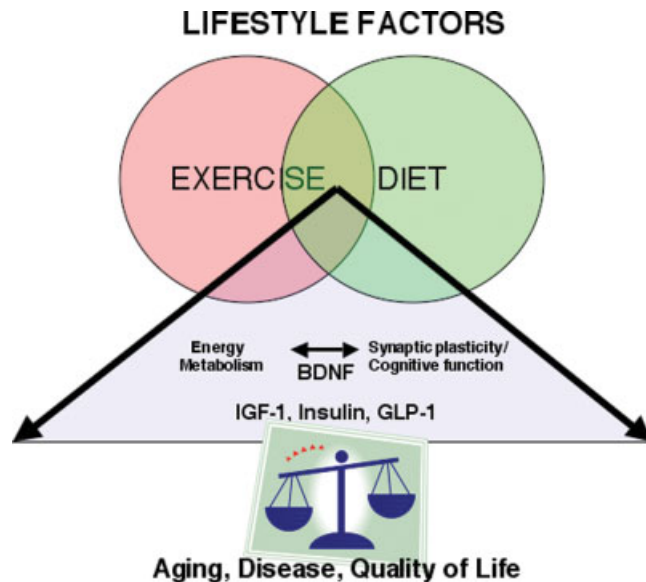 LIFESTYLE FACTORS
EXERCISE DIET
Energy
Metabolism
Synaptic plasticity/
Cognitive function
BDNF
IGF-1, Insulin, GLP-1
Aging, Disease, Quality of Life